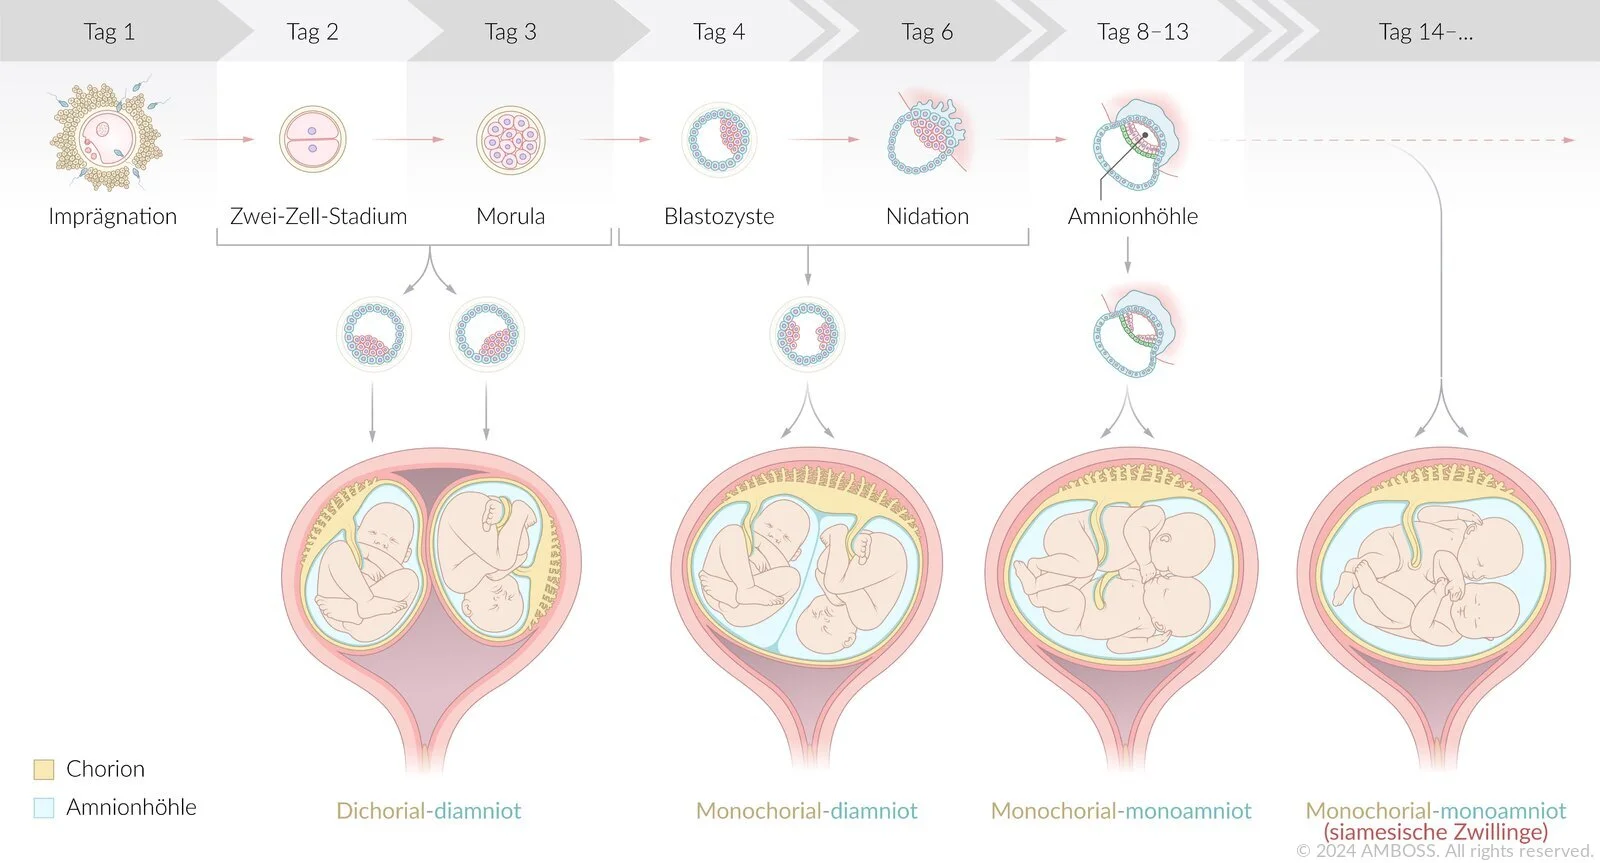 Tag 1
Tag 2
Tag 3
Tag 4
Tag 6
Tag 8–13
Tag 14–...
Imprägnation
Zwei-Zell-Stadium
Morula
Blastozyste
Nidation
Amnionhöhle
Chorion
Amnionhöhle
Dichorial-diamniot
Monochorial-diamniot
Monochorial-monoamniot
Monochorial-monoamniot
(siamesische Zwillinge)
© 2024 AMBOSS. All rights reserved.